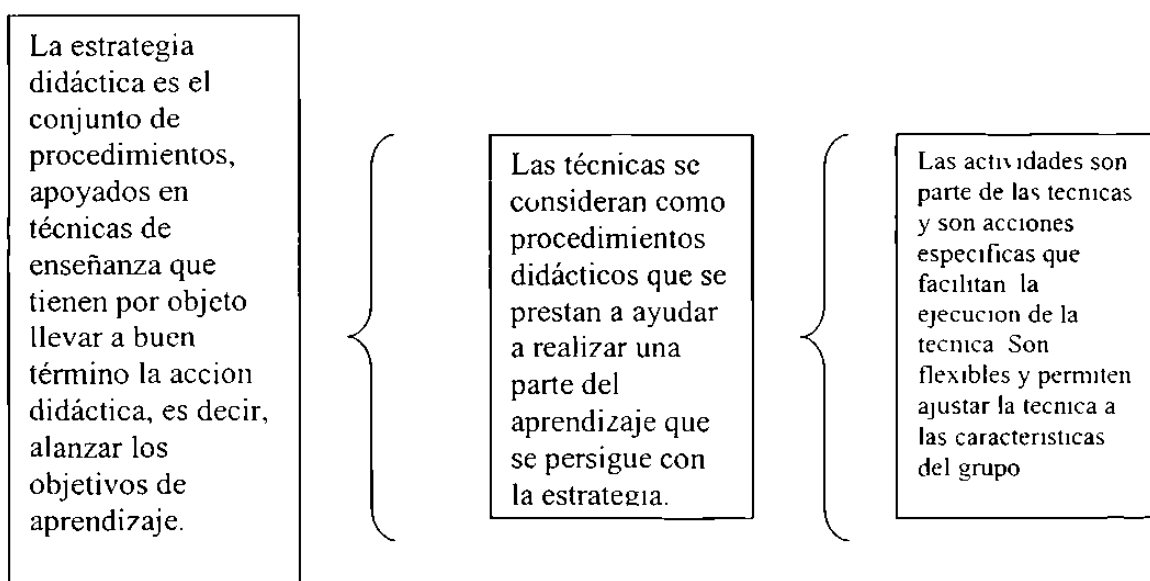 La estrategia
didáctica es el
conjunto de
procedimientos,
apoyados en
técnicas de
enseñanza que
tienen por objeto
llevar a buen
término la accion
didáctica, es decir,
alanzar los
objetivos de
aprendizaje.
Las técnicas se
consideran como
procedimientos
didácticos que se
prestan a ayudar
a realizar una
parte del
aprendizaje que
se persigue con
la estrategia.
Las actividades son
parte de las tecnicas
y son acciones
especificas que
facilitan la
ejecucion de la
tecnica Son
flexibles y permiten
ajustar la tecnica a
las caracteristicas
del grupo